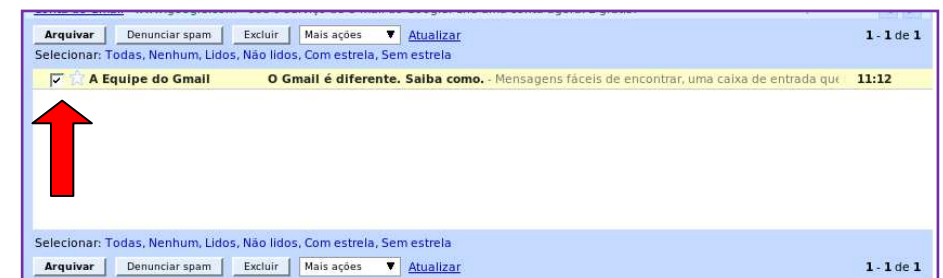 Arquivar Denunciar spam Excluir Mais ações ▼ Atualizar 1 - 1 de 1
Selecionar: Todas, Nenhum, Lidos, Não lidos, Com estrela, Sem estrela
A Equipe do Gmail O Gmail é diferente. Saiba como. - Mensagens fáceis de encontrar, uma caixa de entrada que 11:12
Selecionar: Todas, Nenhum, Lidos, Não lidos, Com estrela, Sem estrela
Arquivar Denunciar spam Excluir Mais ações ▼ Atualizar 1 - 1 de 1